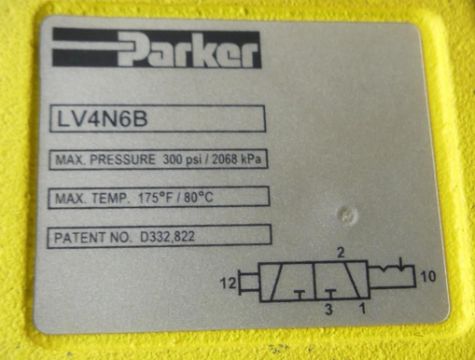 Parker
LV4N6B
MAX. PRESSURE 300 psi / 2068 kPa
MAX. TEMP. 175°F / 80°C
PATENT NO. D332,822
2
12 10
3 1